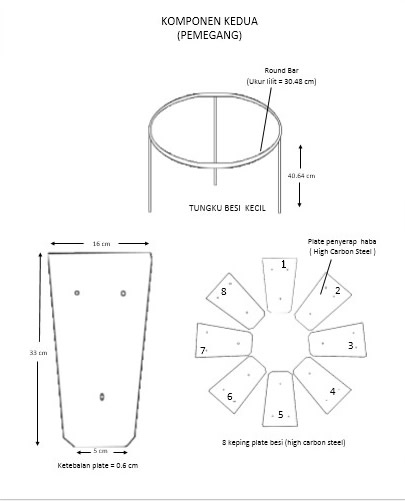 KOMPONEN KEDUA
(PEMEGANG)
Round Bar
(Ukur lilit = 30.48 cm)
40.64 cm
TUNGKU BESI KECIL
16 cm
33 cm
5 cm
Ketebalan plate = 0.6 cm
Plate penyerap haba
( High Carbon Steel )
1
2
3
4
5
6
7
8
8 keping plate besi (high carbon steel)